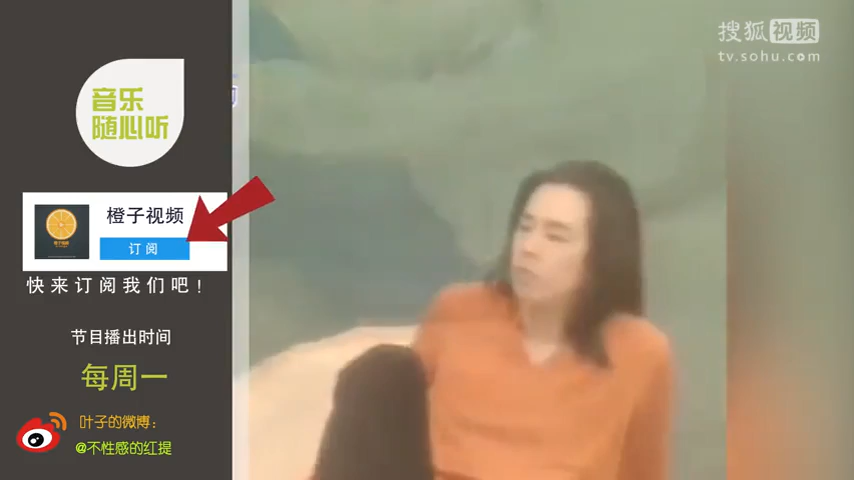 搜狐视频
tv.sohu.com
音乐
随心听
橙子视频
订阅
快来订阅我们吧！
节目播出时间
每周一
叶子的微博：
@不性感的红提